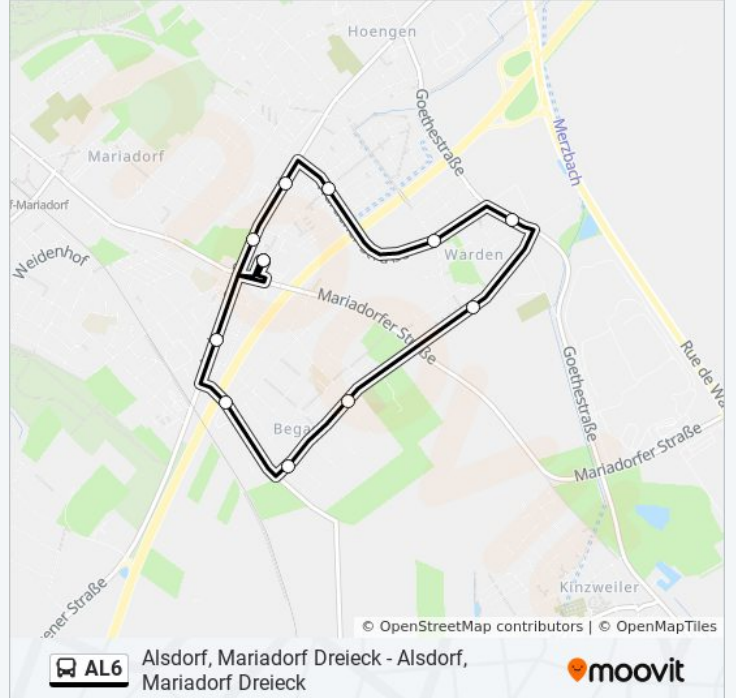 Hoengen
Goethestraße
Merzbach
Mariadorf
f-Mariadorf
Weidenhof
Warden
Mariadorfer Straße
Goethestraße
Rue de Wa
Bega
Mariadorfer Straße
Kinzweiler
ener Straße
© OpenStreetMap contributors | © OpenMapTiles
AL6
Alsdorf, Mariadorf Dreieck - Alsdorf,
Mariadorf Dreieck
moovit